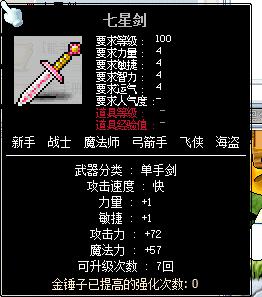 七星剑
要求等级： 100
要求力量： 4
要求敏捷： 4
要求智力： 4
要求运气： 4
要求人气度： -
道具等级： -
道具经验值： -
新手 战士 魔法师 弓箭手 飞侠 海盗
武器分类 : 单手剑
攻击速度 : 快
力量 : +1
敏捷 : +1
攻击力 : +72
魔法力 : +57
可升级次数 : 7回
金锤子已提高的强化次数: 0